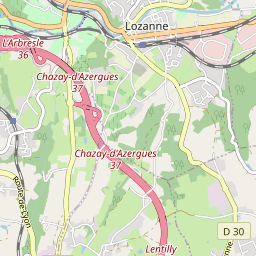 Lozanne
L'Arbresle
36
Chazay-d'Azergues
37
Chazay-d'Azergues
37
Route de Lyon
D 30
Lentilly